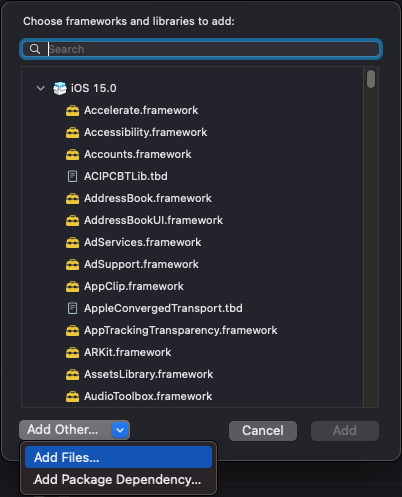 Choose frameworks and libraries to add:
Search
iOS 15.0
Accelerate.framework
Accessibility.framework
Accounts.framework
ACIPCBTLib.tbd
AddressBook.framework
AddressBookUI.framework
AdServices.framework
AdSupport.framework
AppClip.framework
AppleConvergedTransport.tbd
AppTrackingTransparency.framework
ARKit.framework
AssetsLibrary.framework
AudioToolbox.framework
Add Other... Cancel Add
Add Files...
Add Package Dependency...